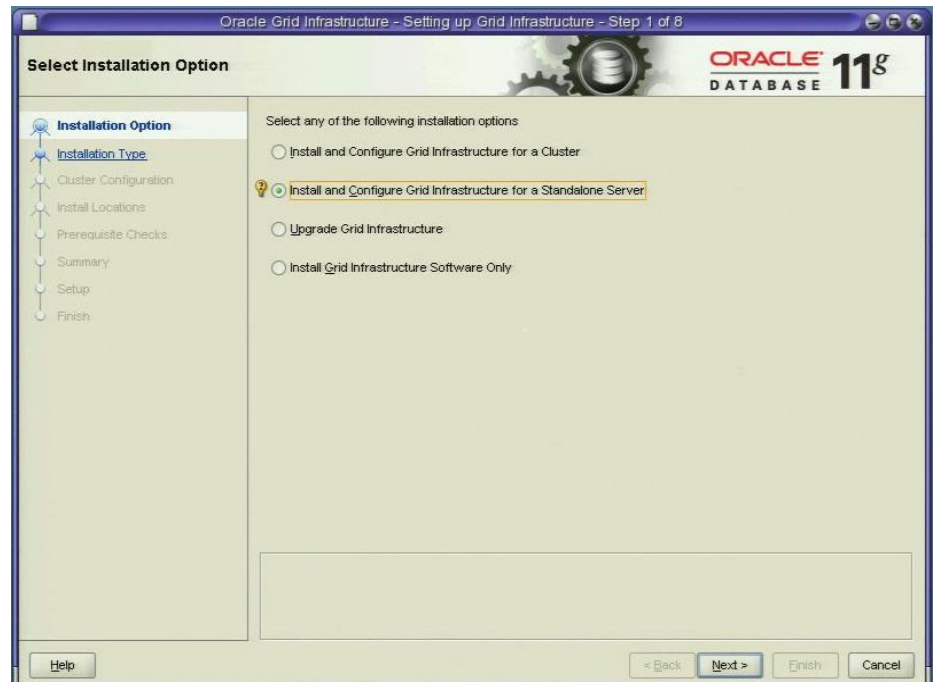 Oracle Grid Infrastructure - Setting up Grid Infrastructure - Step 1 of 8
Select Installation Option
ORACLE
DATABASE
11g
Installation Option
Installation Type
Cluster Configuration
Install Locations
Prerequisite Checks
Summary
Setup
Finish
Select any of the following installation options
Install and Configure Grid Infrastructure for a Cluster
Install and Configure Grid Infrastructure for a Standalone Server
Upgrade Grid Infrastructure
Install Grid Infrastructure Software Only
Help
< Back
Next >
Finish
Cancel